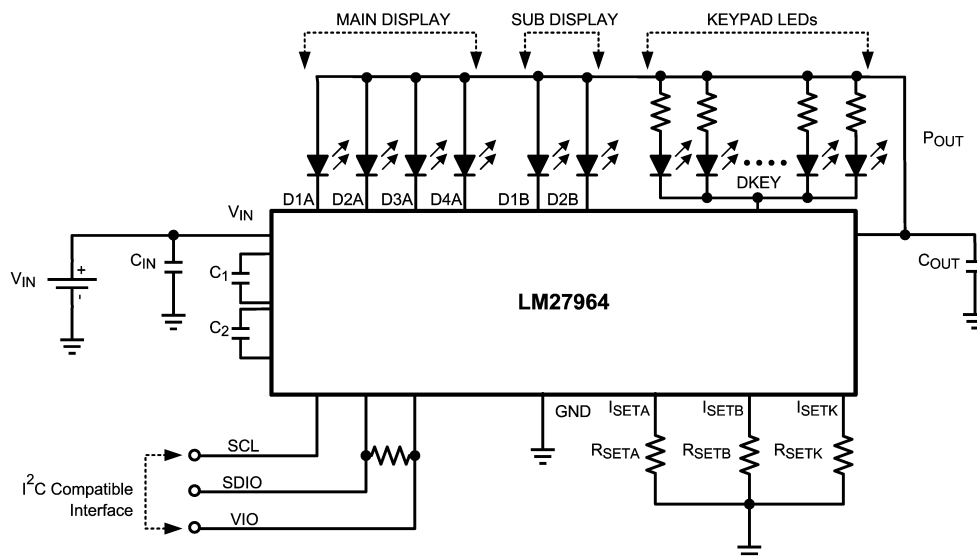 MAIN DISPLAY SUB DISPLAY KEYPAD LEDs
POUT
D1A D2A D3A D4A D1B D2B DKEY
VIN
VIN + - CIN C1 COUT
LM27964
C2
GND ISETA ISETB ISETK
SCL RSETA RSETB RSETK
SDIO
I2C Compatible
Interface
VIO